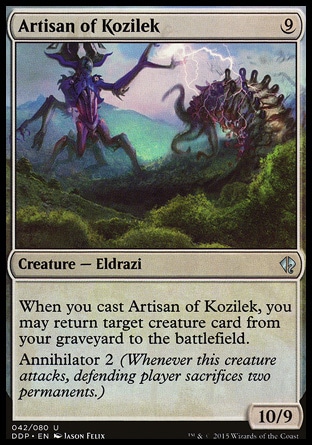 Artisan of Kozilek 9
Creature — Eldrazi
When you cast Artisan of Kozilek, you
may return target creature card from
your graveyard to the battlefield.
Annihilator 2 (Whenever this creature
attacks, defending player sacrifices two
permanents.)
10/9
042/080 U
DDP • EN Jason Felix
™ & © 2015 Wizards of the Coast